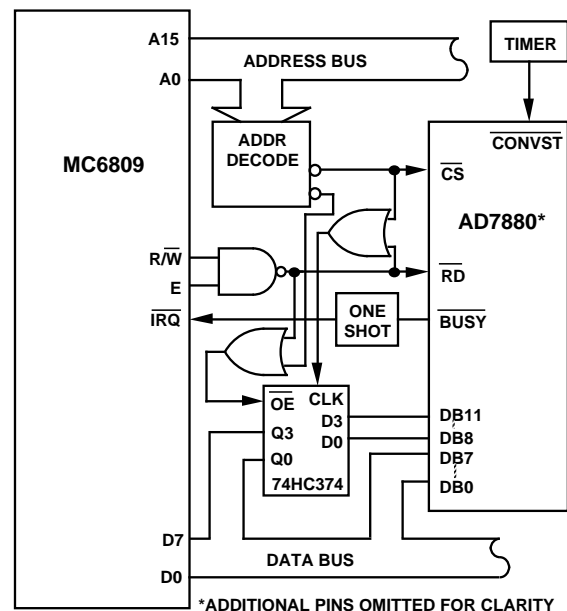 A15
ADDRESS BUS
TIMER
A0
ADDR
DECODE
CONVST
MC6809
CS
AD7880*
R/W
E
RD
IRQ
ONE
SHOT
BUSY
OE
CLK
D3
D0
Q3
Q0
74HC374
DB11
DB8
DB7
DB0
D7
DATA BUS
D0
*ADDITIONAL PINS OMITTED FOR CLARITY